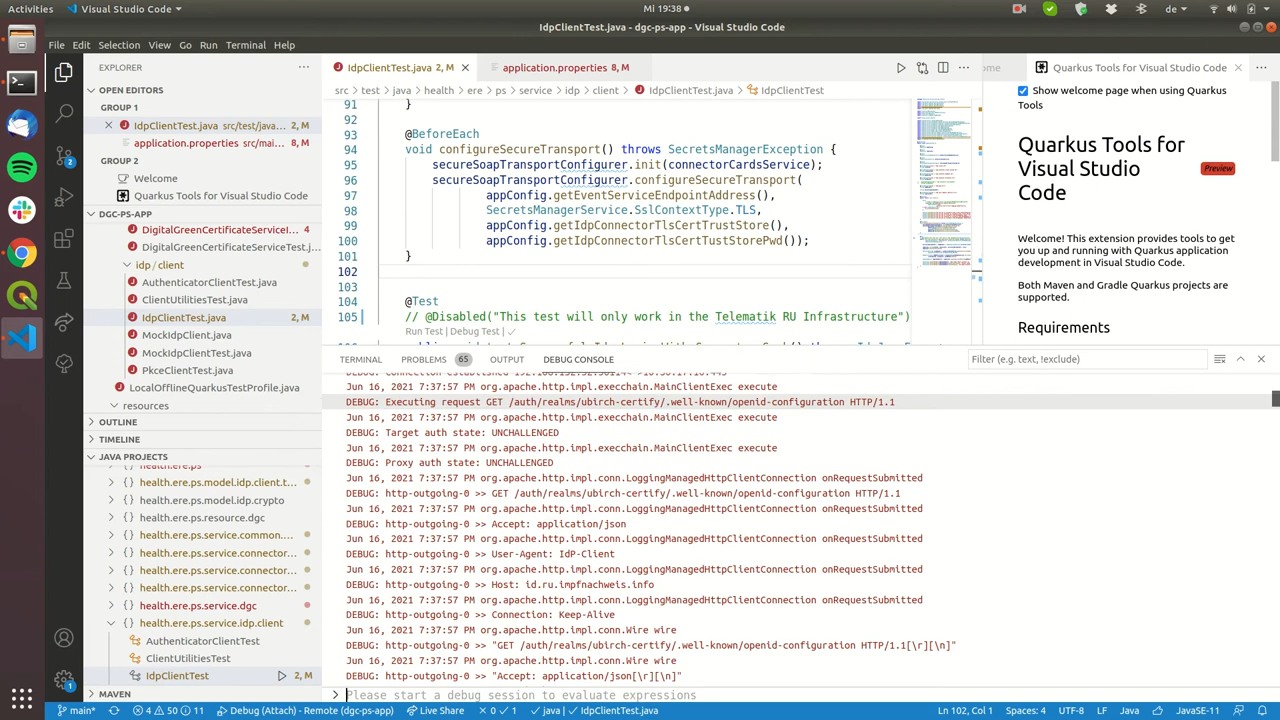 Activities
Visual Studio Code
Mi 19:38
IdpClientTest.java - dgc-ps-app - Visual Studio Code
File Edit Selection View Go Run Terminal Help
EXPLORER
OPEN EDITORS
GROUP 1
IdpClientTest.java src/test/java... 2, M
application.properties src/mai... 8, M
GROUP 2
Welcome
Quarkus Tools for Visual Studio Code
DGC-PS-APP
DigitalGreenCertificateServiceI... 4
DigitalGreenCertificateServiceTest.j...
idp / client
AuthenticatorClientTest.java
ClientUtilitiesTest.java
IdpClientTest.java 2, M
MockIdpClient.java
MockIdpClientTest.java
PkceClientTest.java
LocalOfflineQuarkusTestProfile.java
resources
OUTLINE
TIMELINE
JAVA PROJECTS
health.ere.ps
health.ere.ps.model.idp.client.t...
health.ere.ps.model.idp.crypto
health.ere.ps.resource.dgc
health.ere.ps.service.common....
health.ere.ps.service.connector...
health.ere.ps.service.connector...
health.ere.ps.service.connector...
health.ere.ps.service.dgc
health.ere.ps.service.idp.client
AuthenticatorClientTest
ClientUtilitiesTest
IdpClientTest 2, M
MAVEN
IdpClientTest.java 2, M
application.properties 8, M
src > test > java > health > ere > ps > service > idp > client > IdpClientTest.java > IdpClientTest
91 }
92
93 @BeforeEach
94 void configureSecureTransport() throws SecretsManagerException {
95 secureSoapTransportConfigurer.init(connectorCardsService);
96 secureSoapTransportConfigurer.configureSecureTransport(
97 appConfig.getEventServiceEndpointAddress(),
98 SecretsManagerService.SslContextType.TLS,
99 appConfig.getIdpConnectorTlsCertTrustStore(),
100 appConfig.getIdpConnectorTlsCertTustStorePwd());
101 }
102
103
104 @Test
105 // @Disabled("This test will only work in the Telematik RU Infrastructure")
Run Test | Debug Test |
ome
Quarkus Tools for Visual Studio Code
Show welcome page when using Quarkus
Tools
Quarkus Tools for
Visual Studio
Code
Preview
Welcome! This extension provides tools to get
you up and running with Quarkus application
development in Visual Studio Code.
Both Maven and Gradle Quarkus projects are
supported.
Requirements
TERMINAL PROBLEMS 65 OUTPUT DEBUG CONSOLE
Filter (e.g. text, !exclude)
Jun 16, 2021 7:37:57 PM org.apache.http.impl.execchain.MainClientExec execute
DEBUG: Executing request GET /auth/realms/ubirch-certify/.well-known/openid-configuration HTTP/1.1
Jun 16, 2021 7:37:57 PM org.apache.http.impl.execchain.MainClientExec execute
DEBUG: Target auth state: UNCHALLENGED
Jun 16, 2021 7:37:57 PM org.apache.http.impl.execchain.MainClientExec execute
DEBUG: Proxy auth state: UNCHALLENGED
Jun 16, 2021 7:37:57 PM org.apache.http.impl.conn.LoggingManagedHttpClientConnection onRequestSubmitted
DEBUG: http-outgoing-0 >> GET /auth/realms/ubirch-certify/.well-known/openid-configuration HTTP/1.1
Jun 16, 2021 7:37:57 PM org.apache.http.impl.conn.LoggingManagedHttpClientConnection onRequestSubmitted
DEBUG: http-outgoing-0 >> Accept: application/json
Jun 16, 2021 7:37:57 PM org.apache.http.impl.conn.LoggingManagedHttpClientConnection onRequestSubmitted
DEBUG: http-outgoing-0 >> User-Agent: IdP-Client
Jun 16, 2021 7:37:57 PM org.apache.http.impl.conn.LoggingManagedHttpClientConnection onRequestSubmitted
DEBUG: http-outgoing-0 >> Host: id.ru.impfnachweis.info
Jun 16, 2021 7:37:57 PM org.apache.http.impl.conn.LoggingManagedHttpClientConnection onRequestSubmitted
DEBUG: http-outgoing-0 >> Connection: Keep-Alive
Jun 16, 2021 7:37:57 PM org.apache.http.impl.conn.Wire wire
DEBUG: http-outgoing-0 >> "GET /auth/realms/ubirch-certify/.well-known/openid-configuration HTTP/1.1[\r][\n]"
Jun 16, 2021 7:37:57 PM org.apache.http.impl.conn.Wire wire
DEBUG: http-outgoing-0 >> "Accept: application/json[\r][\n]"
Please start a debug session to evaluate expressions
main* 4 50 11 Debug (Attach) - Remote (dgc-ps-app) Live Share 0 1 java | IdpClientTest.java Ln 102, Col 1 Spaces: 4 UTF-8 LF Java JavaSE-11